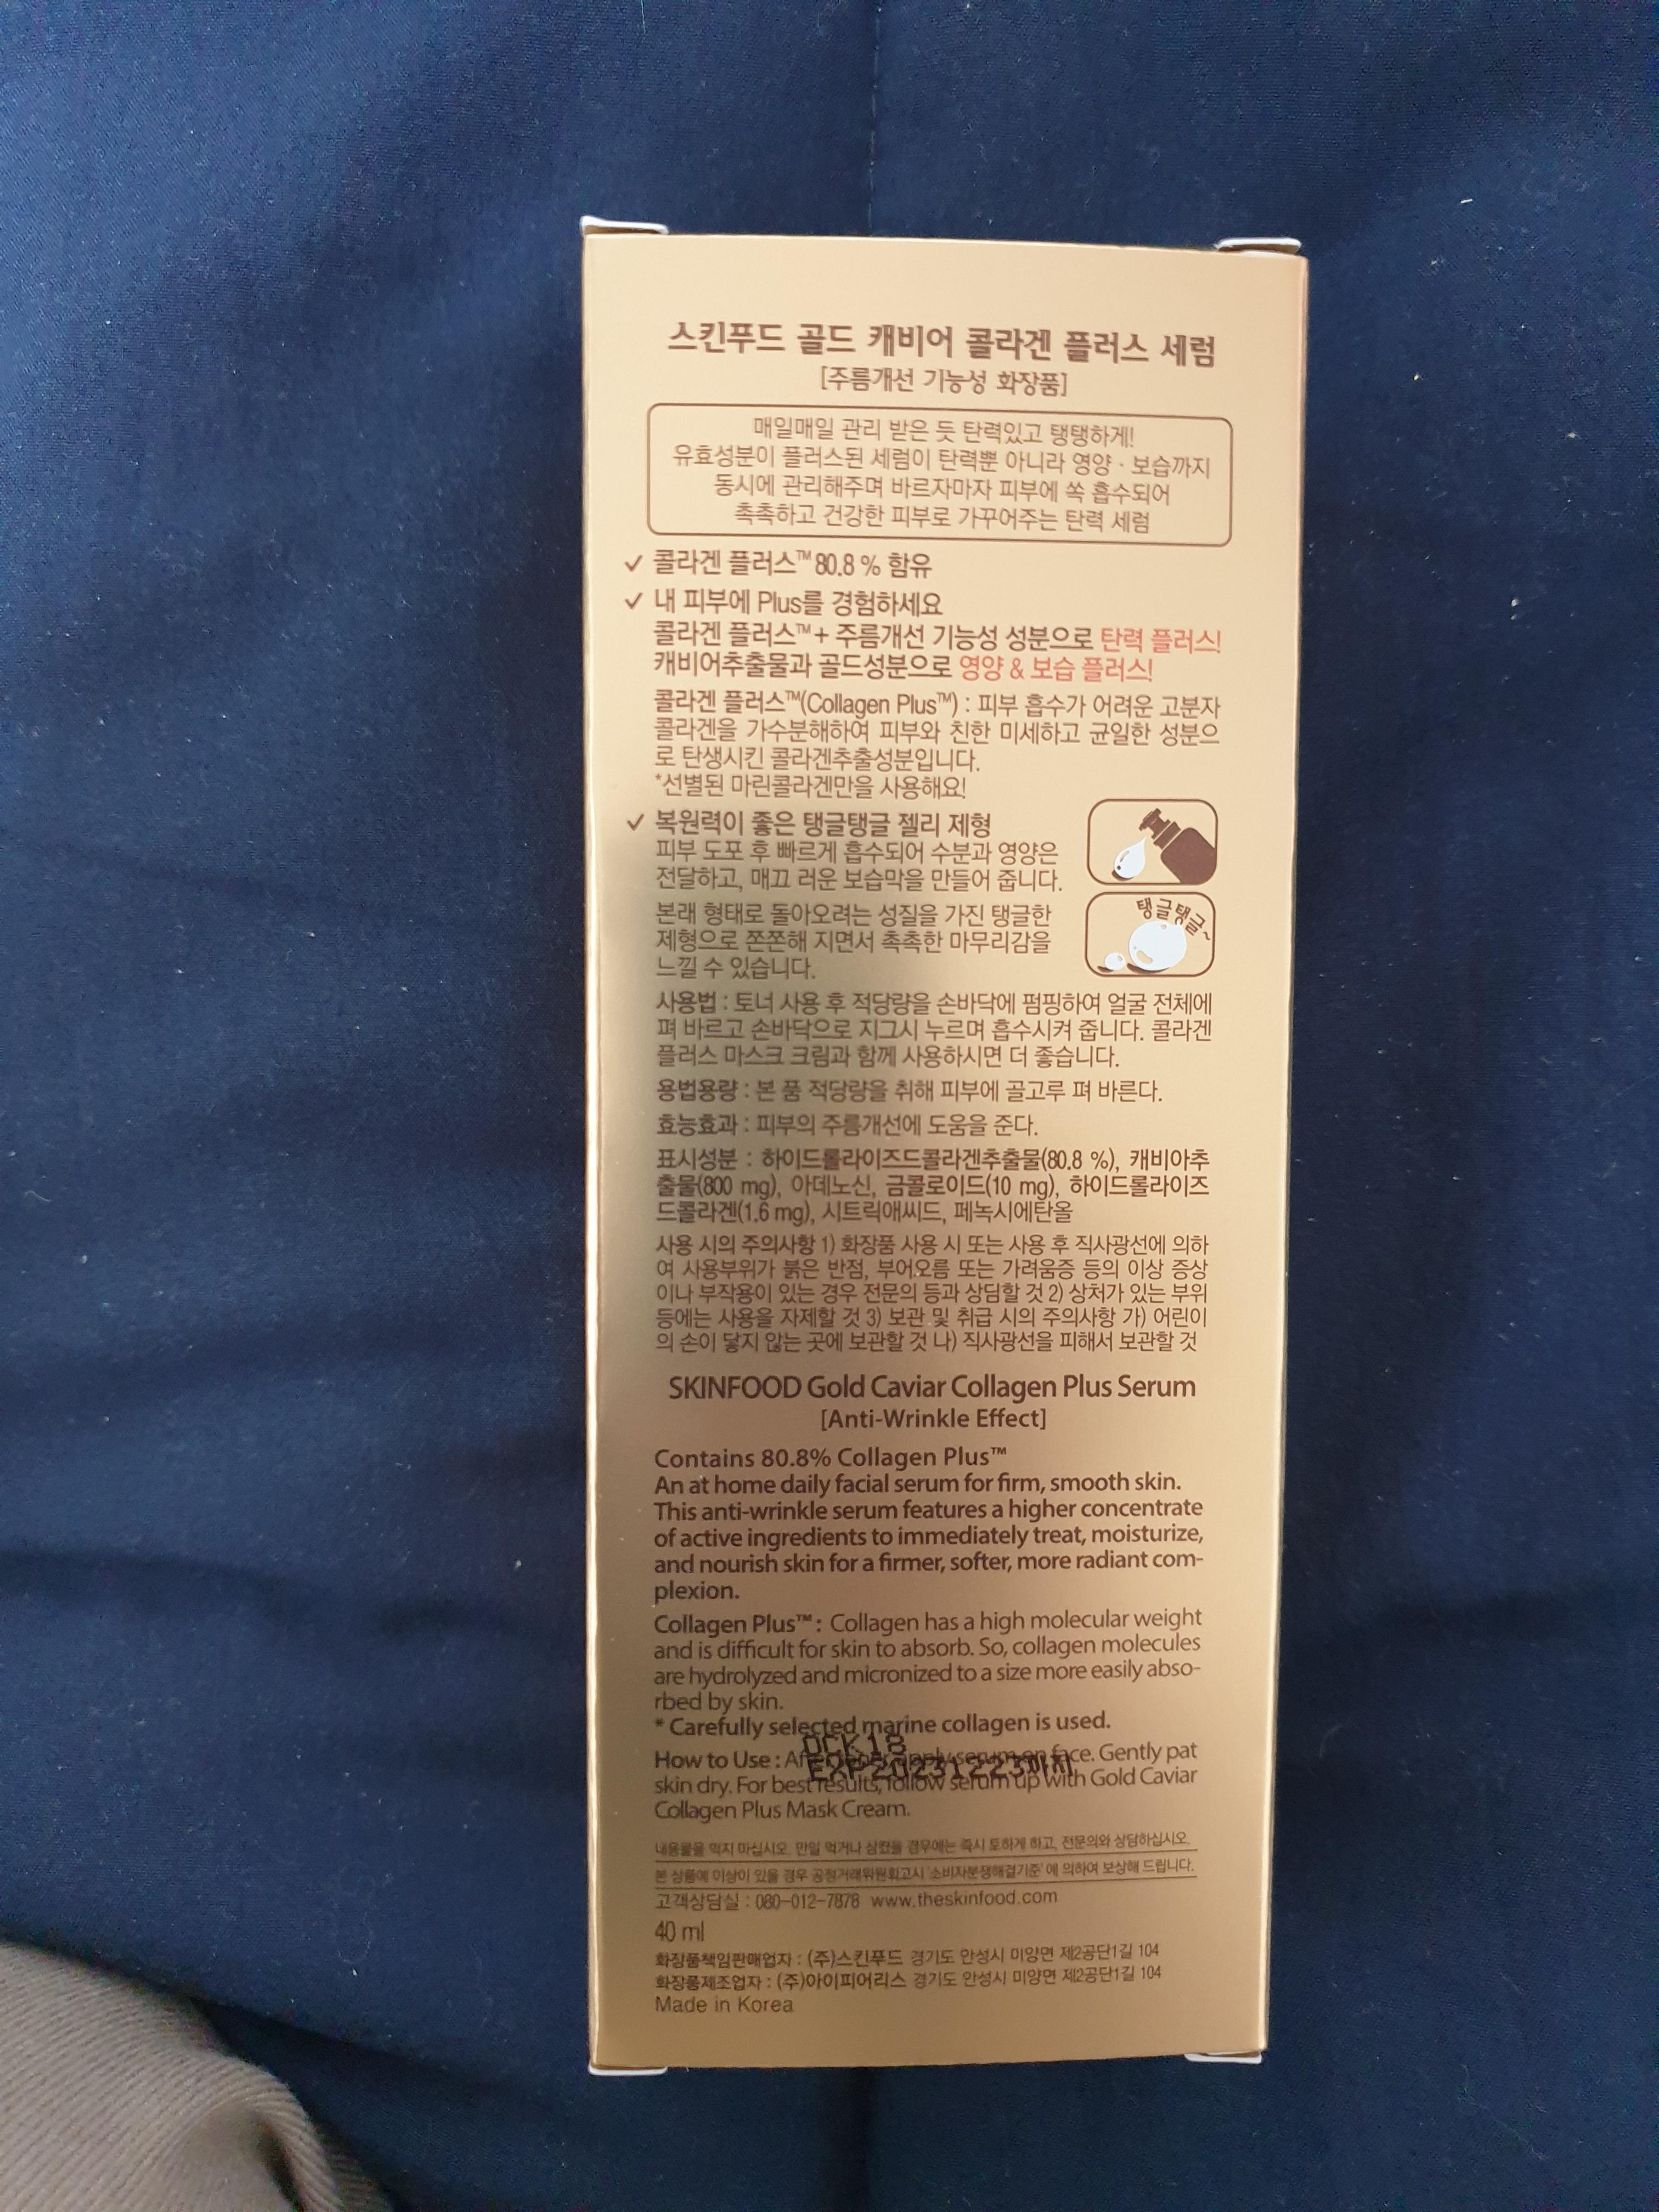 스킨푸드 골드 캐비어 콜라겐 플러스 세럼
[주름개선 기능성 화장품]
매일매일 관리 받은 듯 탄력있고 탱탱하게!
유효성분이 플러스된 세럼이 탄력뿐 아니라 영양 · 보습까지
동시에 관리해주며 바르자마자 피부에 쏙 흡수되어
촉촉하고 건강한 피부로 가꾸어주는 탄력 세럼
✓ 콜라겐 플러스™ 80.8 % 함유
✓ 내 피부에 Plus를 경험하세요
콜라겐 플러스™+ 주름개선 기능성 성분으로 탄력 플러스!
캐비어추출물과 골드성분으로 영양 & 보습 플러스!
콜라겐 플러스™(Collagen Plus™) : 피부 흡수가 어려운 고분자
콜라겐을 가수분해하여 피부와 친한 미세하고 균일한 성분으
로 탄생시킨 콜라겐추출성분입니다.
*선별된 마린콜라겐만을 사용해요!
✓ 복원력이 좋은 탱글탱글 젤리 제형
피부 도포 후 빠르게 흡수되어 수분과 영양은
전달하고, 매끄 러운 보습막을 만들어 줍니다.
탱글탱글~
본래 형태로 돌아오려는 성질을 가진 탱글한
제형으로 쫀쫀해 지면서 촉촉한 마무리감을
느낄 수 있습니다.
사용법 : 토너 사용 후 적당량을 손바닥에 펌핑하여 얼굴 전체에
펴 바르고 손바닥으로 지그시 누르며 흡수시켜 줍니다. 콜라겐
플러스 마스크 크림과 함께 사용하시면 더 좋습니다.
용법용량 : 본 품 적당량을 취해 피부에 골고루 펴 바른다.
효능효과 : 피부의 주름개선에 도움을 준다.
표시성분 : 하이드롤라이즈드콜라겐추출물(80.8 %), 캐비아추
출물(800 mg), 아데노신, 금콜로이드(10 mg), 하이드롤라이즈
드콜라겐(1.6 mg), 시트릭애씨드, 페녹시에탄올
사용 시의 주의사항 1) 화장품 사용 시 또는 사용 후 직사광선에 의하
여 사용부위가 붉은 반점, 부어오름 또는 가려움증 등의 이상 증상
이나 부작용이 있는 경우 전문의 등과 상담할 것 2) 상처가 있는 부위
등에는 사용을 자제할 것 3) 보관 및 취급 시의 주의사항 가) 어린이
의 손이 닿지 않는 곳에 보관할 것 나) 직사광선을 피해서 보관할 것
SKINFOOD Gold Caviar Collagen Plus Serum
[Anti-Wrinkle Effect]
Contains 80.8% Collagen Plus™
An at home daily facial serum for firm, smooth skin.
This anti-wrinkle serum features a higher concentrate
of active ingredients to immediately treat, moisturize,
and nourish skin for a firmer, softer, more radiant com-
plexion.
Collagen Plus™ : Collagen has a high molecular weight
and is difficult for skin to absorb. So, collagen molecules
are hydrolyzed and micronized to a size more easily abso-
rbed by skin.
* Carefully selected marine collagen is used.
How to Use : After toner, apply serum on face. Gently pat
skin dry. For best results, follow serum up with Gold Caviar
Collagen Plus Mask Cream.
EXP20231223까지
내용물을 먹지 마십시오. 만일 먹거나 삼켰을 경우에는 즉시 토하게 하고, 전문의와 상담하십시오.
본 상품에 이상이 있을 경우 공정거래위원회고시 '소비자분쟁해결기준' 에 의하여 보상해 드립니다.
고객상담실 : 080-012-7878 www.theskinfood.com
40 ml
화장품책임판매업자 : (주)스킨푸드 경기도 안성시 미양면 제2공단1길 104
화장품제조업자 : (주)아이피어리스 경기도 안성시 미양면 제2공단1길 104
Made in Korea